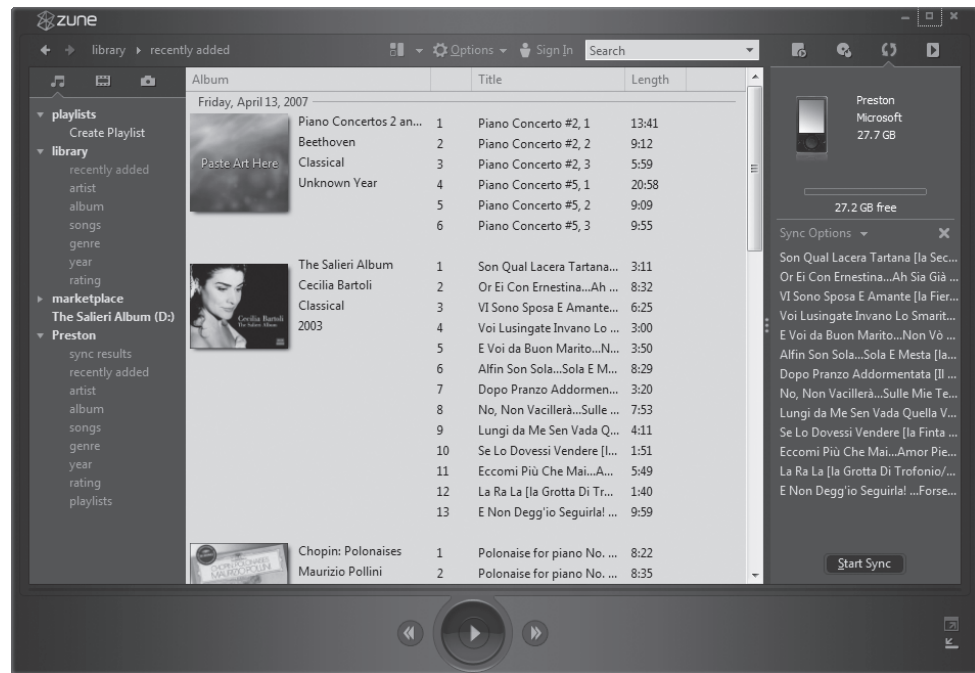 zune
library recently added
Options
Sign In
Search
playlists
Create Playlist
library
recently added
artist
album
songs
genre
year
rating
marketplace
The Salieri Album (D:)
Preston
sync results
recently added
artist
album
songs
genre
year
rating
playlists
Album Title Length
Friday, April 13, 2007
Paste Art Here
Piano Concertos 2 an...
Beethoven
Classical
Unknown Year
1 Piano Concerto #2, 1 13:41
2 Piano Concerto #2, 2 9:12
3 Piano Concerto #2, 3 5:59
4 Piano Concerto #5, 1 20:58
5 Piano Concerto #5, 2 9:09
6 Piano Concerto #5, 3 9:55
Cecilia Bartoli
The Salieri Album
The Salieri Album
Cecilia Bartoli
Classical
2003
1 Son Qual Lacera Tartana... 3:11
2 Or Ei Con Ernestina...Ah ... 8:32
3 VI Sono Sposa E Amante... 6:25
4 Voi Lusingate Invano Lo ... 3:00
5 E Voi da Buon Marito...N... 3:50
6 Alfin Son Sola...Sola E M... 8:29
7 Dopo Pranzo Addormen... 3:20
8 No, Non Vacillerà...Sulle ... 7:53
9 Lungi da Me Sen Vada Q... 4:11
10 Se Lo Dovessi Vendere [l... 1:51
11 Eccomi Più Che Mai...A... 5:49
12 La Ra La [la Grotta Di Tr... 1:40
13 E Non Degg'io Seguirla! ... 9:59
CHOPIN: POLONAISES
MAURIZIO POLLINI
Chopin: Polonaises
Maurizio Pollini
1 Polonaise for piano No. ... 8:22
2 Polonaise for piano No. ... 8:35
Preston
Microsoft
27.7 GB
27.2 GB free
Sync Options
Son Qual Lacera Tartana [la Sec...
Or Ei Con Ernestina...Ah Sia Già ...
VI Sono Sposa E Amante [la Fier...
Voi Lusingate Invano Lo Smarit...
E Voi da Buon Marito...Non Vò ...
Alfin Son Sola...Sola E Mesta [la...
Dopo Pranzo Addormentata [Il ...
No, Non Vacillerà...Sulle Mie Te...
Lungi da Me Sen Vada Quella V...
Se Lo Dovessi Vendere [la Finta ...
Eccomi Più Che Mai...Amor Pie...
La Ra La [la Grotta Di Trofonio/...
E Non Degg'io Seguirla! ...Forse...
Start Sync